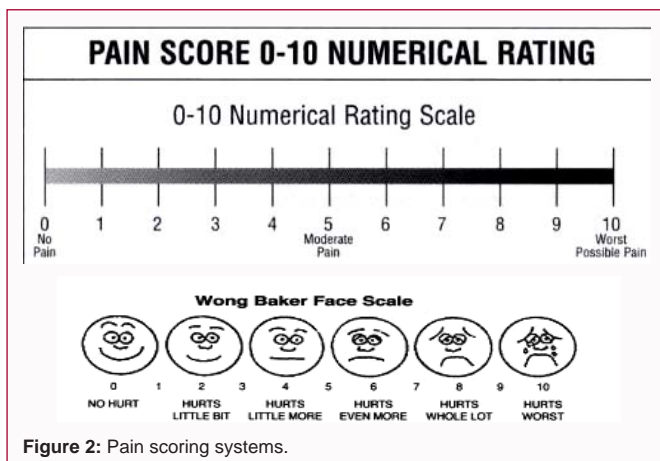 PAIN SCORE 0-10 NUMERICAL RATING
0-10 Numerical Rating Scale
0 1 2 3 4 5 6 7 8 9 10
No Pain
Moderate Pain
Worst Possible Pain
Wong Baker Face Scale
0 1 2 3 4 5 6 7 8 9 10
NO HURT
HURTS LITTLE BIT
HURTS LITTLE MORE
HURTS EVEN MORE
HURTS WHOLE LOT
HURTS WORST
Figure 2: Pain scoring systems.